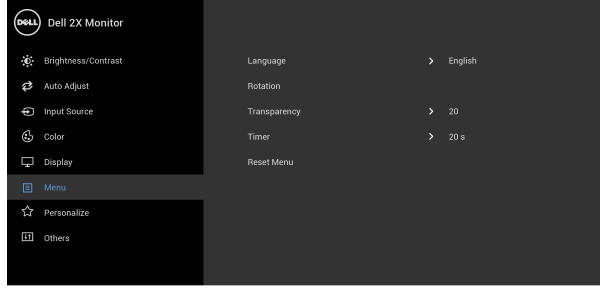 DELL Dell 2X Monitor
Brightness/Contrast
Auto Adjust
Input Source
Color
Display
Menu
Personalize
Others
Language > English
Rotation
Transparency > 20
Timer > 20 s
Reset Menu